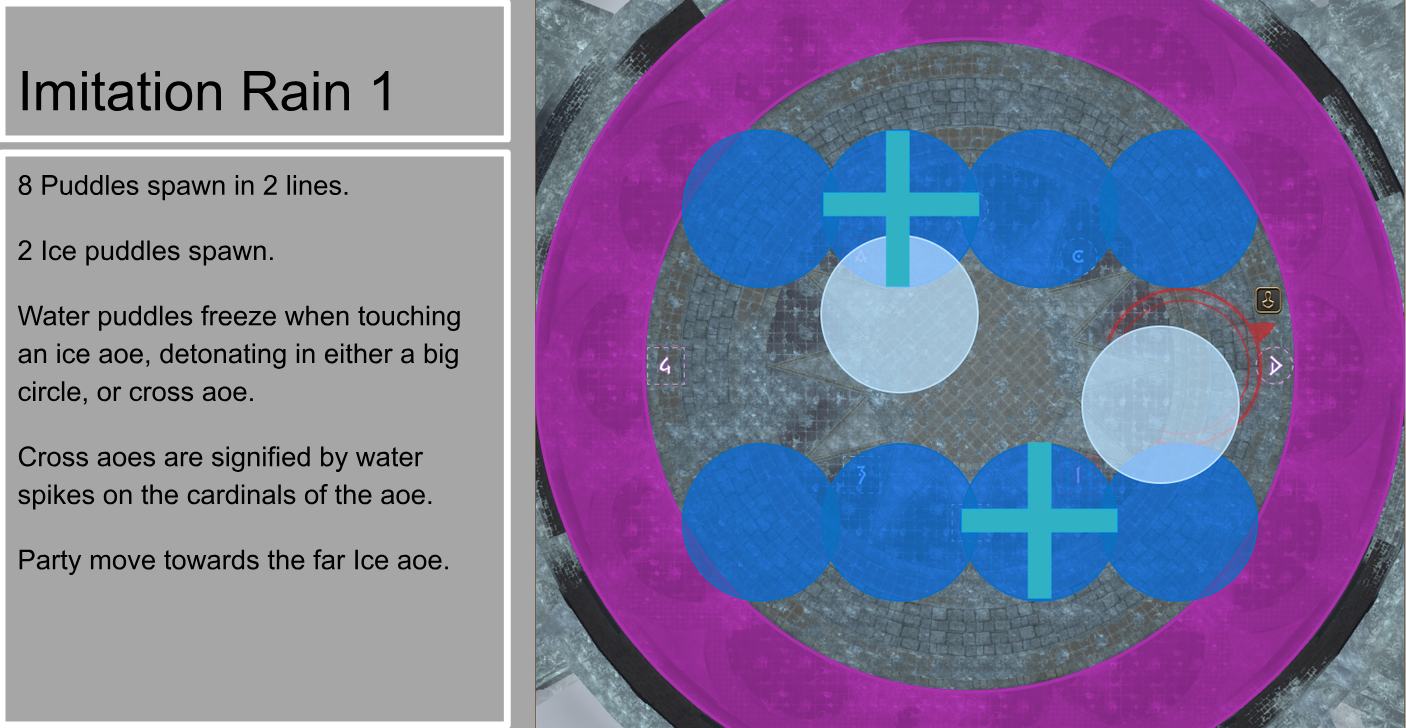 Imitation Rain 1
8 Puddles spawn in 2 lines.
2 Ice puddles spawn.
Water puddles freeze when touching
an ice aoe, detonating in either a big
circle, or cross aoe.
Cross aoes are signified by water
spikes on the cardinals of the aoe.
Party move towards the far Ice aoe.